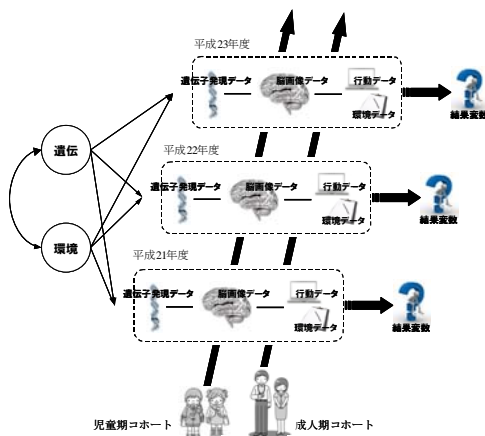 平成23年度
遺伝子発現データ
脳画像データ
行動データ
環境データ
結果変数
平成22年度
遺伝
遺伝子発現データ
脳画像データ
行動データ
環境データ
結果変数
環境
平成21年度
遺伝子発現データ
脳画像データ
行動データ
環境データ
結果変数
児童期コホート
成人期コホート